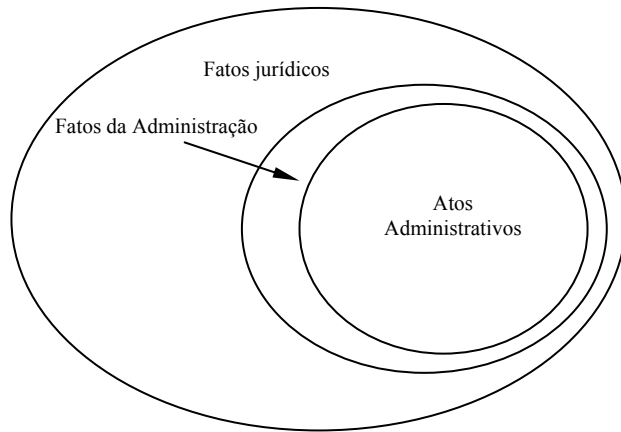 Fatos jurídicos
Fatos da Administração
Atos
Administrativos